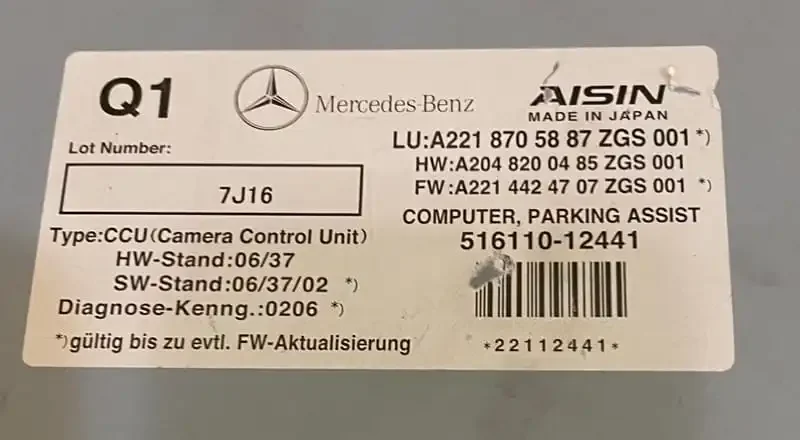 Q1
Mercedes-Benz
AISIN
MADE IN JAPAN
Lot Number:
7J16
LU:A221 870 58 87 ZGS 001 *)
HW:A204 820 04 85 ZGS 001
FW:A221 442 47 07 ZGS 001 *)
COMPUTER, PARKING ASSIST
516110-12441
Type:CCU(Camera Control Unit)
HW-Stand:06/37
SW-Stand:06/37/02 *)
Diagnose-Kenng.:0206 *)
*)gültig bis zu evtl. FW-Aktualisierung
*22112441*